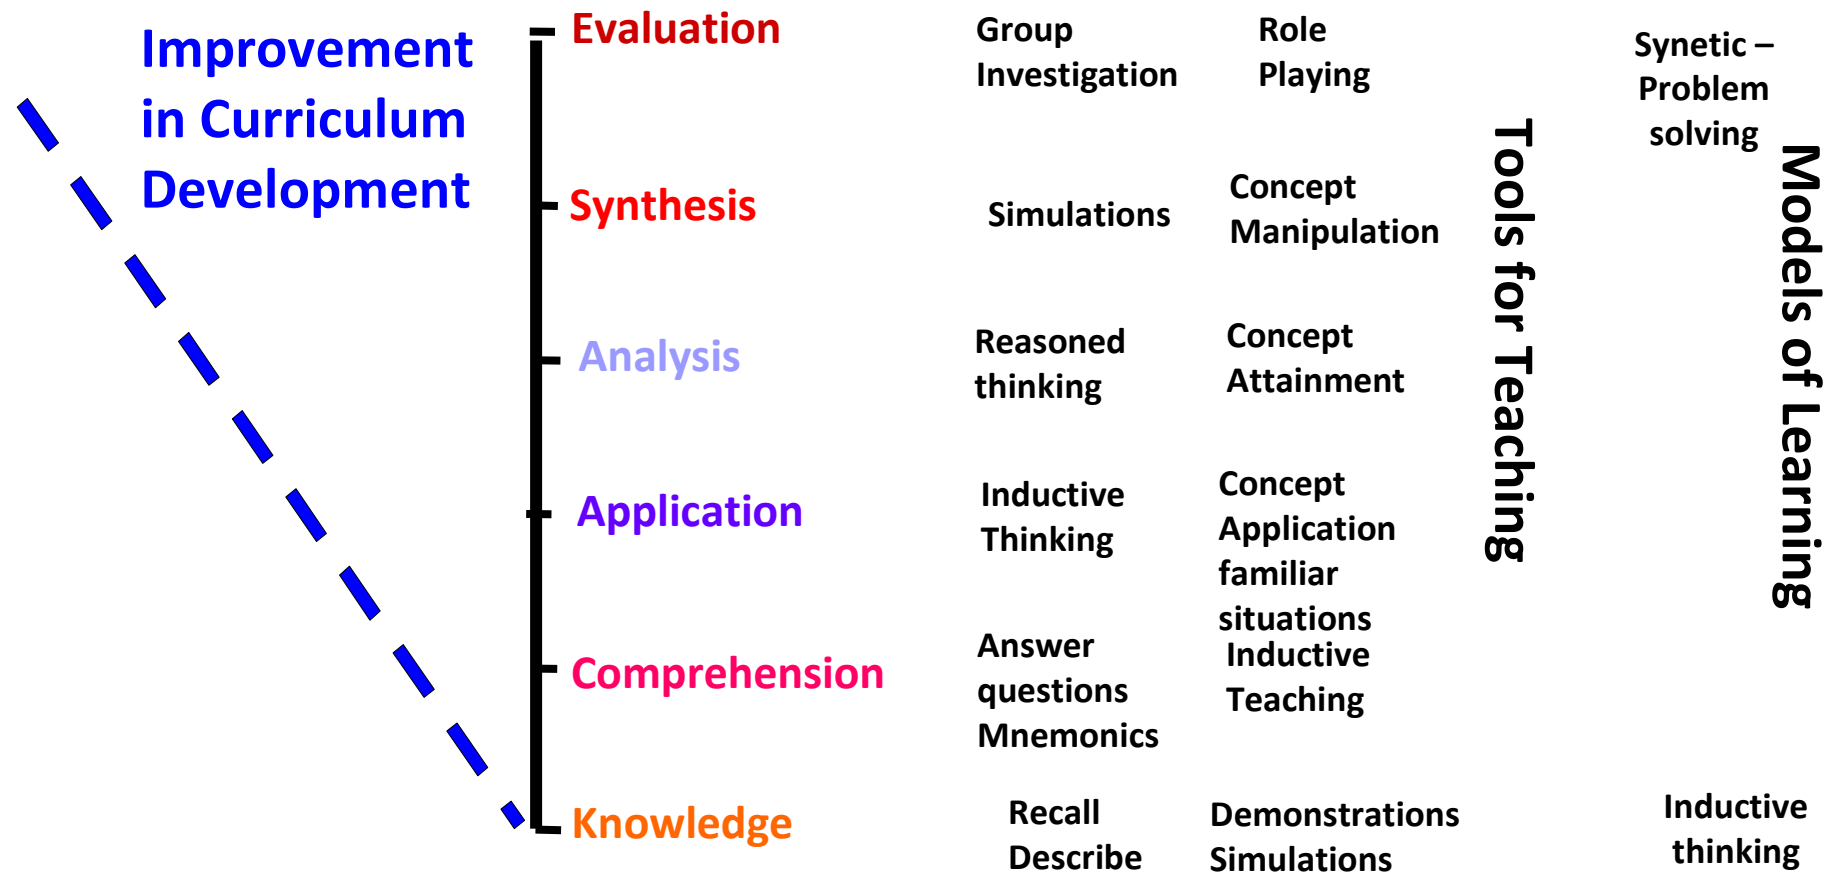 Improvement
in Curriculum
Development
Evaluation
Group
Investigation
Role
Playing
Synetic –
Problem
solving
Synthesis
Simulations
Concept
Manipulation
Analysis
Reasoned
thinking
Concept
Attainment
Application
Inductive
Thinking
Concept
Application
familiar
situations
Comprehension
Answer
questions
Mnemonics
Inductive
Teaching
Knowledge
Recall
Describe
Demonstrations
Simulations
Inductive
thinking
Tools for Teaching
Models of Learning